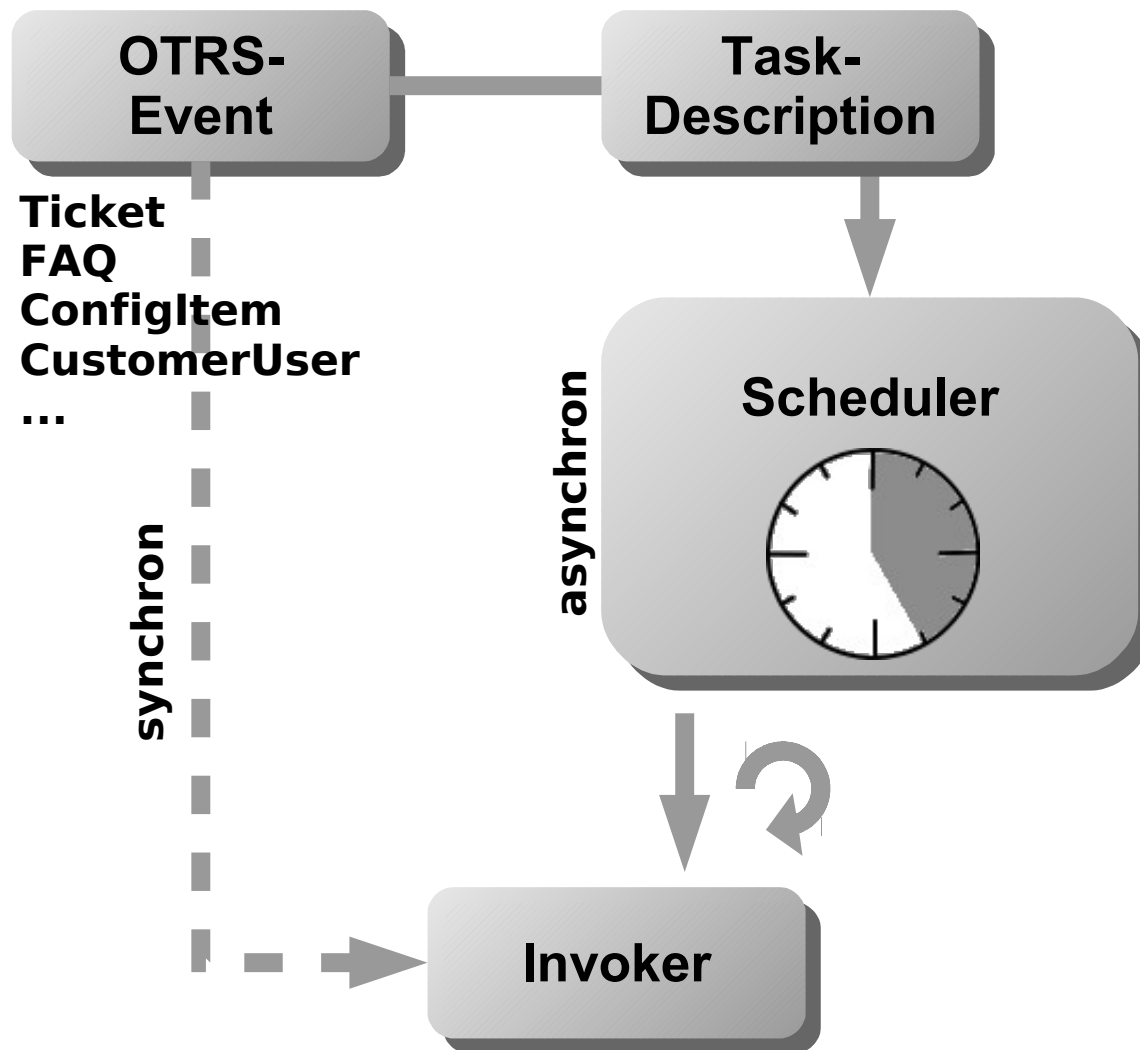 OTRS-
Event
Task-
Description
Ticket
FAQ
ConfigItem
CustomerUser
...
Scheduler
asynchron
synchron
Invoker